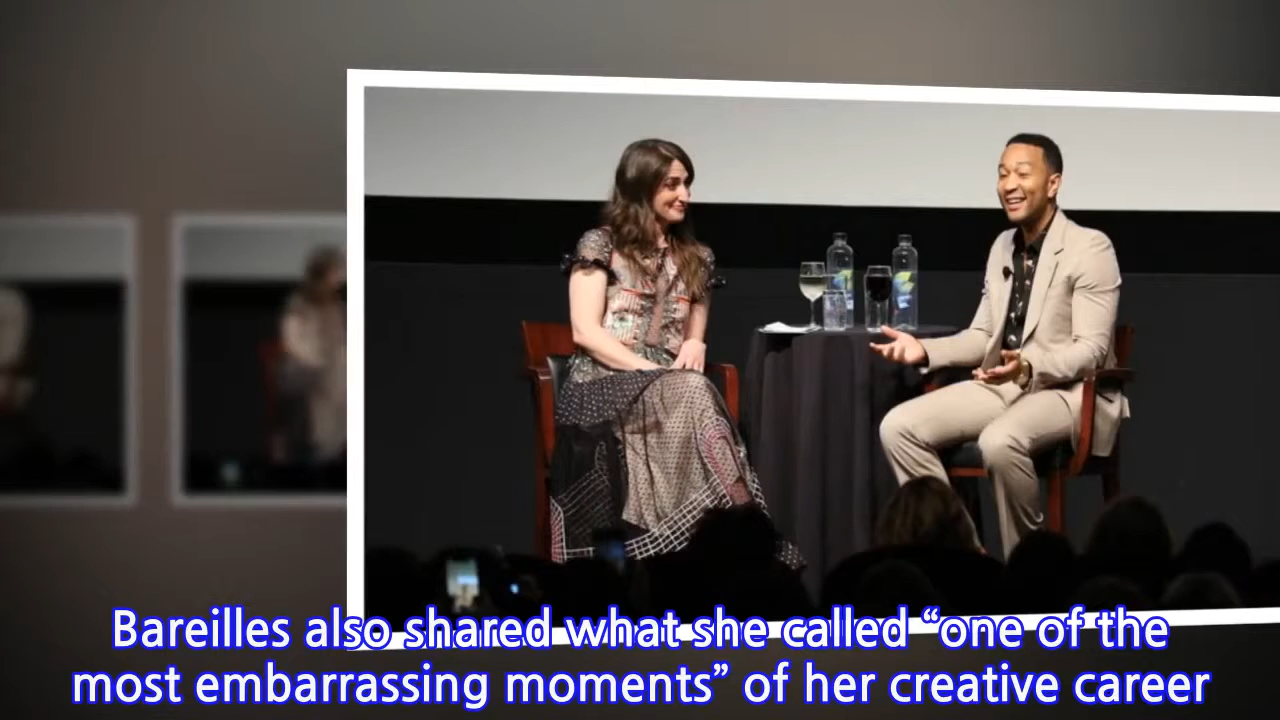 Bareilles also shared what she called “one of the
most embarrassing moments” of her creative career